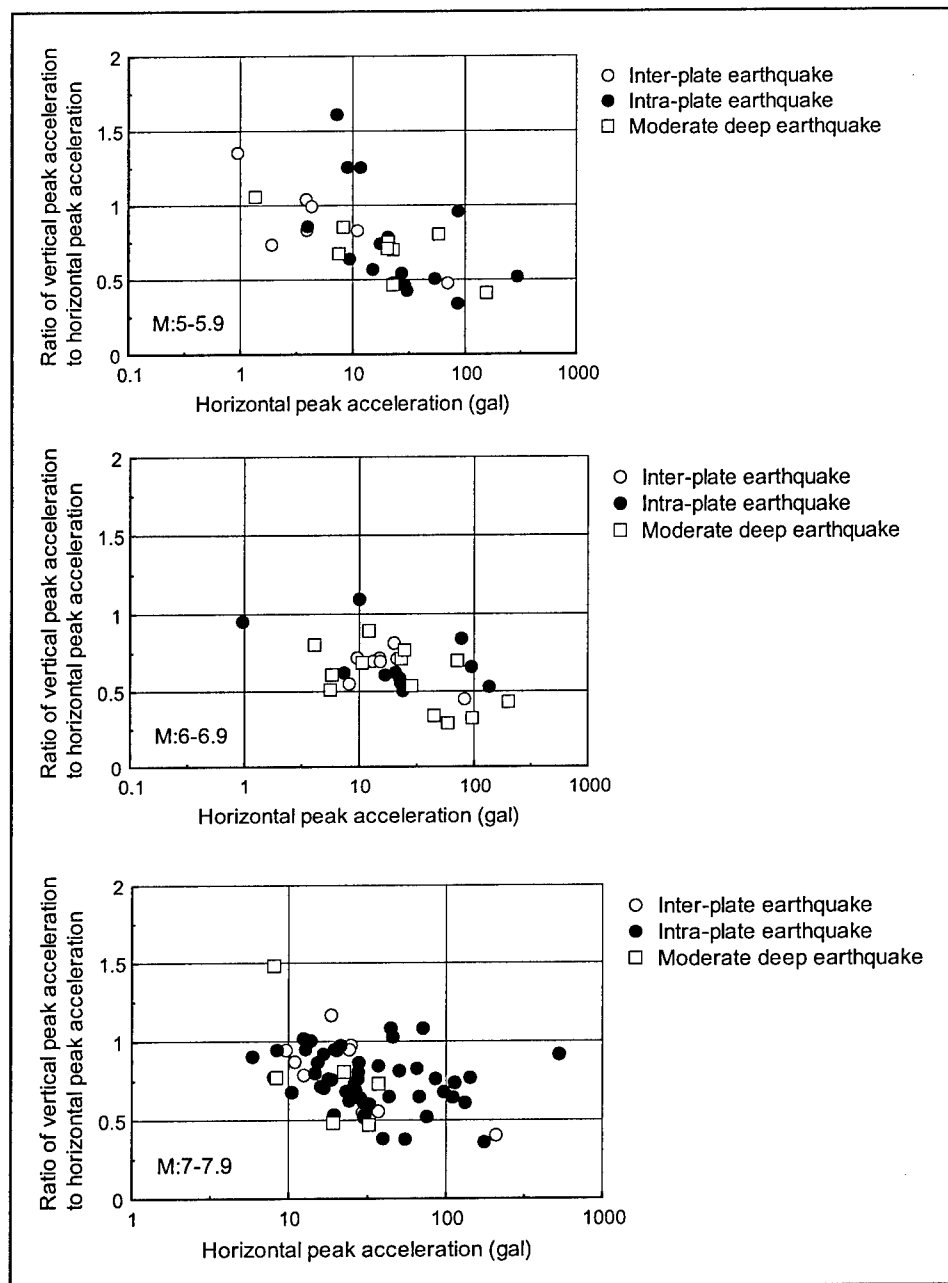 Ratio of vertical peak acceleration
to horizontal peak acceleration
2
1.5
1
0.5
0
M:5-5.9
0.1
1
10
100
1000
Horizontal peak acceleration (gal)
Inter-plate earthquake
Intra-plate earthquake
Moderate deep earthquake
Ratio of vertical peak acceleration
to horizontal peak acceleration
2
1.5
1
0.5
0
M:6-6.9
0.1
1
10
100
1000
Horizontal peak acceleration (gal)
Inter-plate earthquake
Intra-plate earthquake
Moderate deep earthquake
Ratio of vertical peak acceleration
to horizontal peak acceleration
2
1.5
1
0.5
0
M:7-7.9
1
10
100
1000
Horizontal peak acceleration (gal)
Inter-plate earthquake
Intra-plate earthquake
Moderate deep earthquake